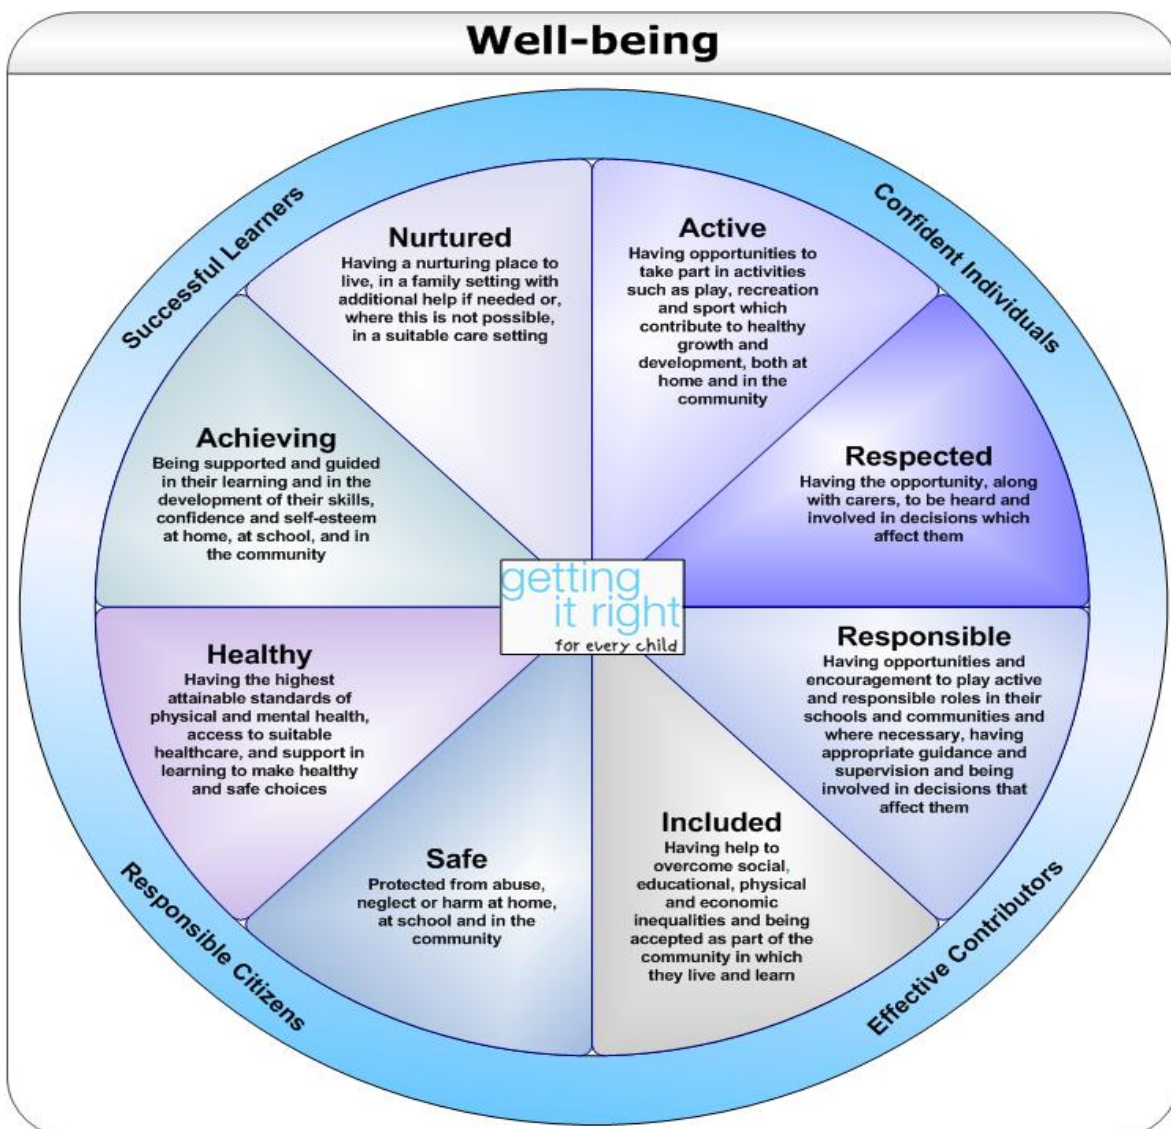 Well-being
Successful Learners
Confident Individuals
Nurtured
Having a nurturing place to
live, in a family setting with
additional help if needed or,
where this is not possible,
in a suitable care setting
Active
Having opportunities to
take part in activities
such as play, recreation
and sport which
contribute to healthy
growth and
development, both at
home and in the
community
Achieving
Being supported and guided
in their learning and in the
development of their skills,
confidence and self-esteem
at home, at school, and in
the community
Respected
Having the opportunity, along
with carers, to be heard and
involved in decisions which
affect them
getting
it right
for every child
Healthy
Having the highest
attainable standards of
physical and mental health,
access to suitable
healthcare, and support in
learning to make healthy
and safe choices
Responsible
Having opportunities and
encouragement to play active
and responsible roles in their
schools and communities and
where necessary, having
appropriate guidance and
supervision and being
involved in decisions that
affect them
Safe
Protected from abuse,
neglect or harm at home,
at school and in the
community
Included
Having help to
overcome social,
educational, physical
and economic
inequalities and being
accepted as part of the
community in which
they live and learn
Responsible Citizens
Effective Contributors